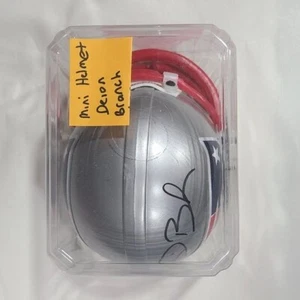 mini Helmet
Deion
Branch